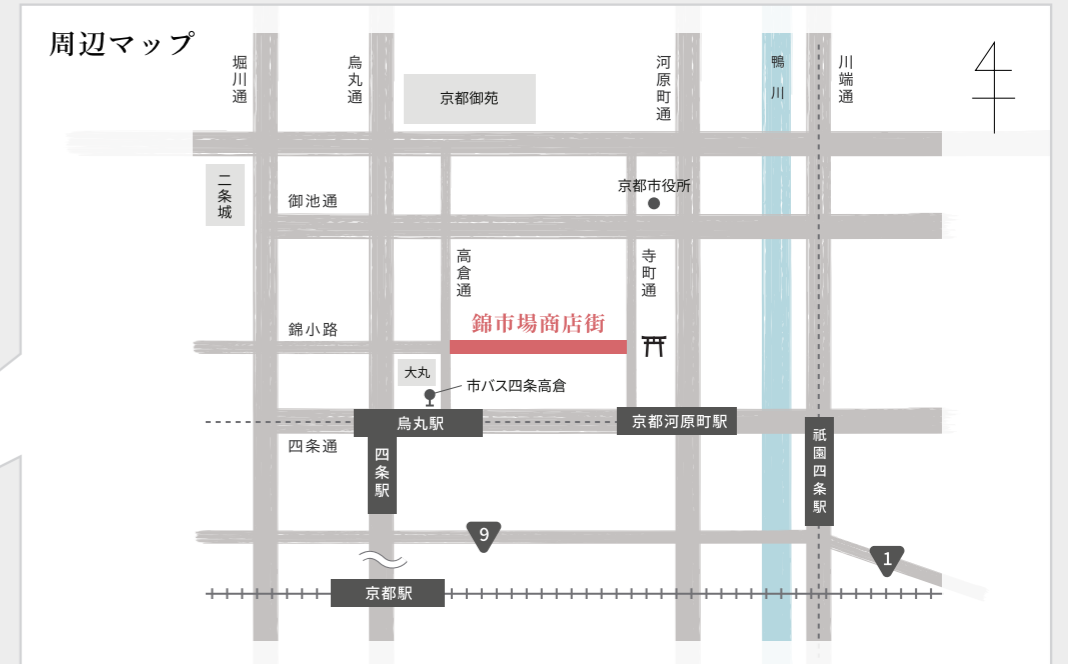 周辺マップ
堀川通
烏丸通
京都御苑
河原町通
鴨川
川端通
二条城
御池通
京都市役所
高倉通
寺町通
錦小路
錦市場商店街
大丸
市バス四条高倉
烏丸駅
京都河原町駅
四条通
四条駅
祇園四条駅
9
1
京都駅